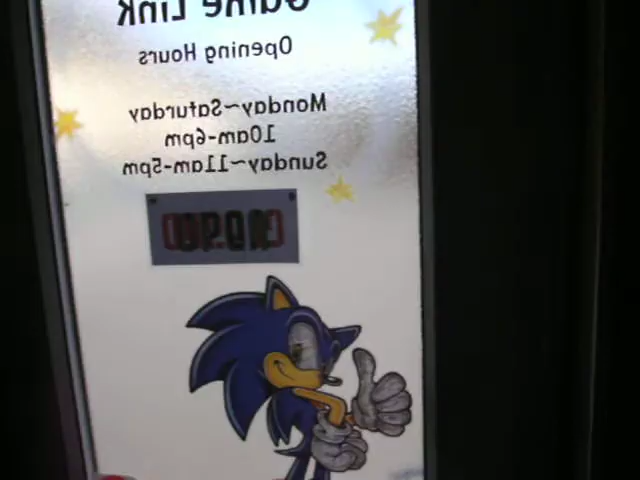 Game Link
Opening Hours
Monday~Saturday
10am-6pm
Sunday~11am-5pm